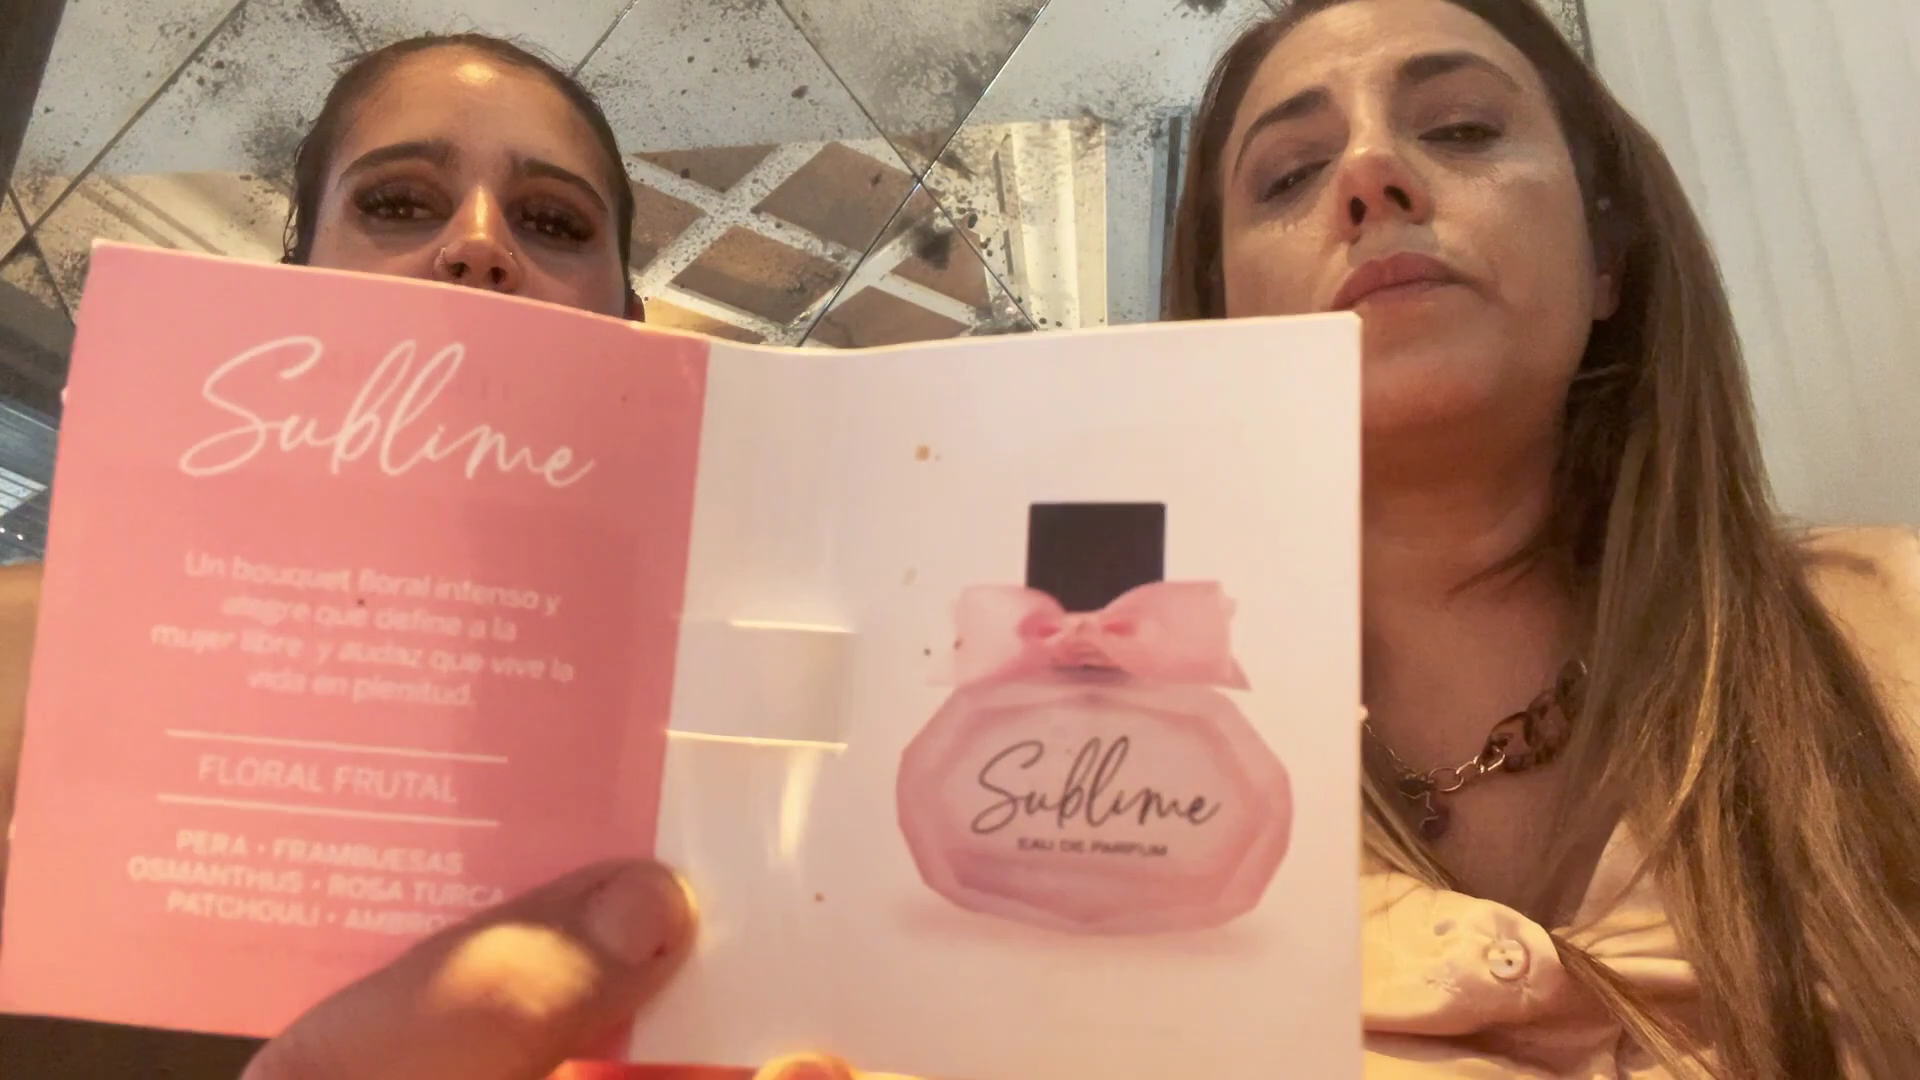 Sublime
Un bouquet floral intenso y
alegre que define a la
mujer libre y audaz que vive la
vida en plenitud.
FLORAL FRUTAL
PERA · FRAMBUESAS
OSMANTHUS · ROSA TURCA
PATCHOULI ·
Sublime
EAU DE PARFUM